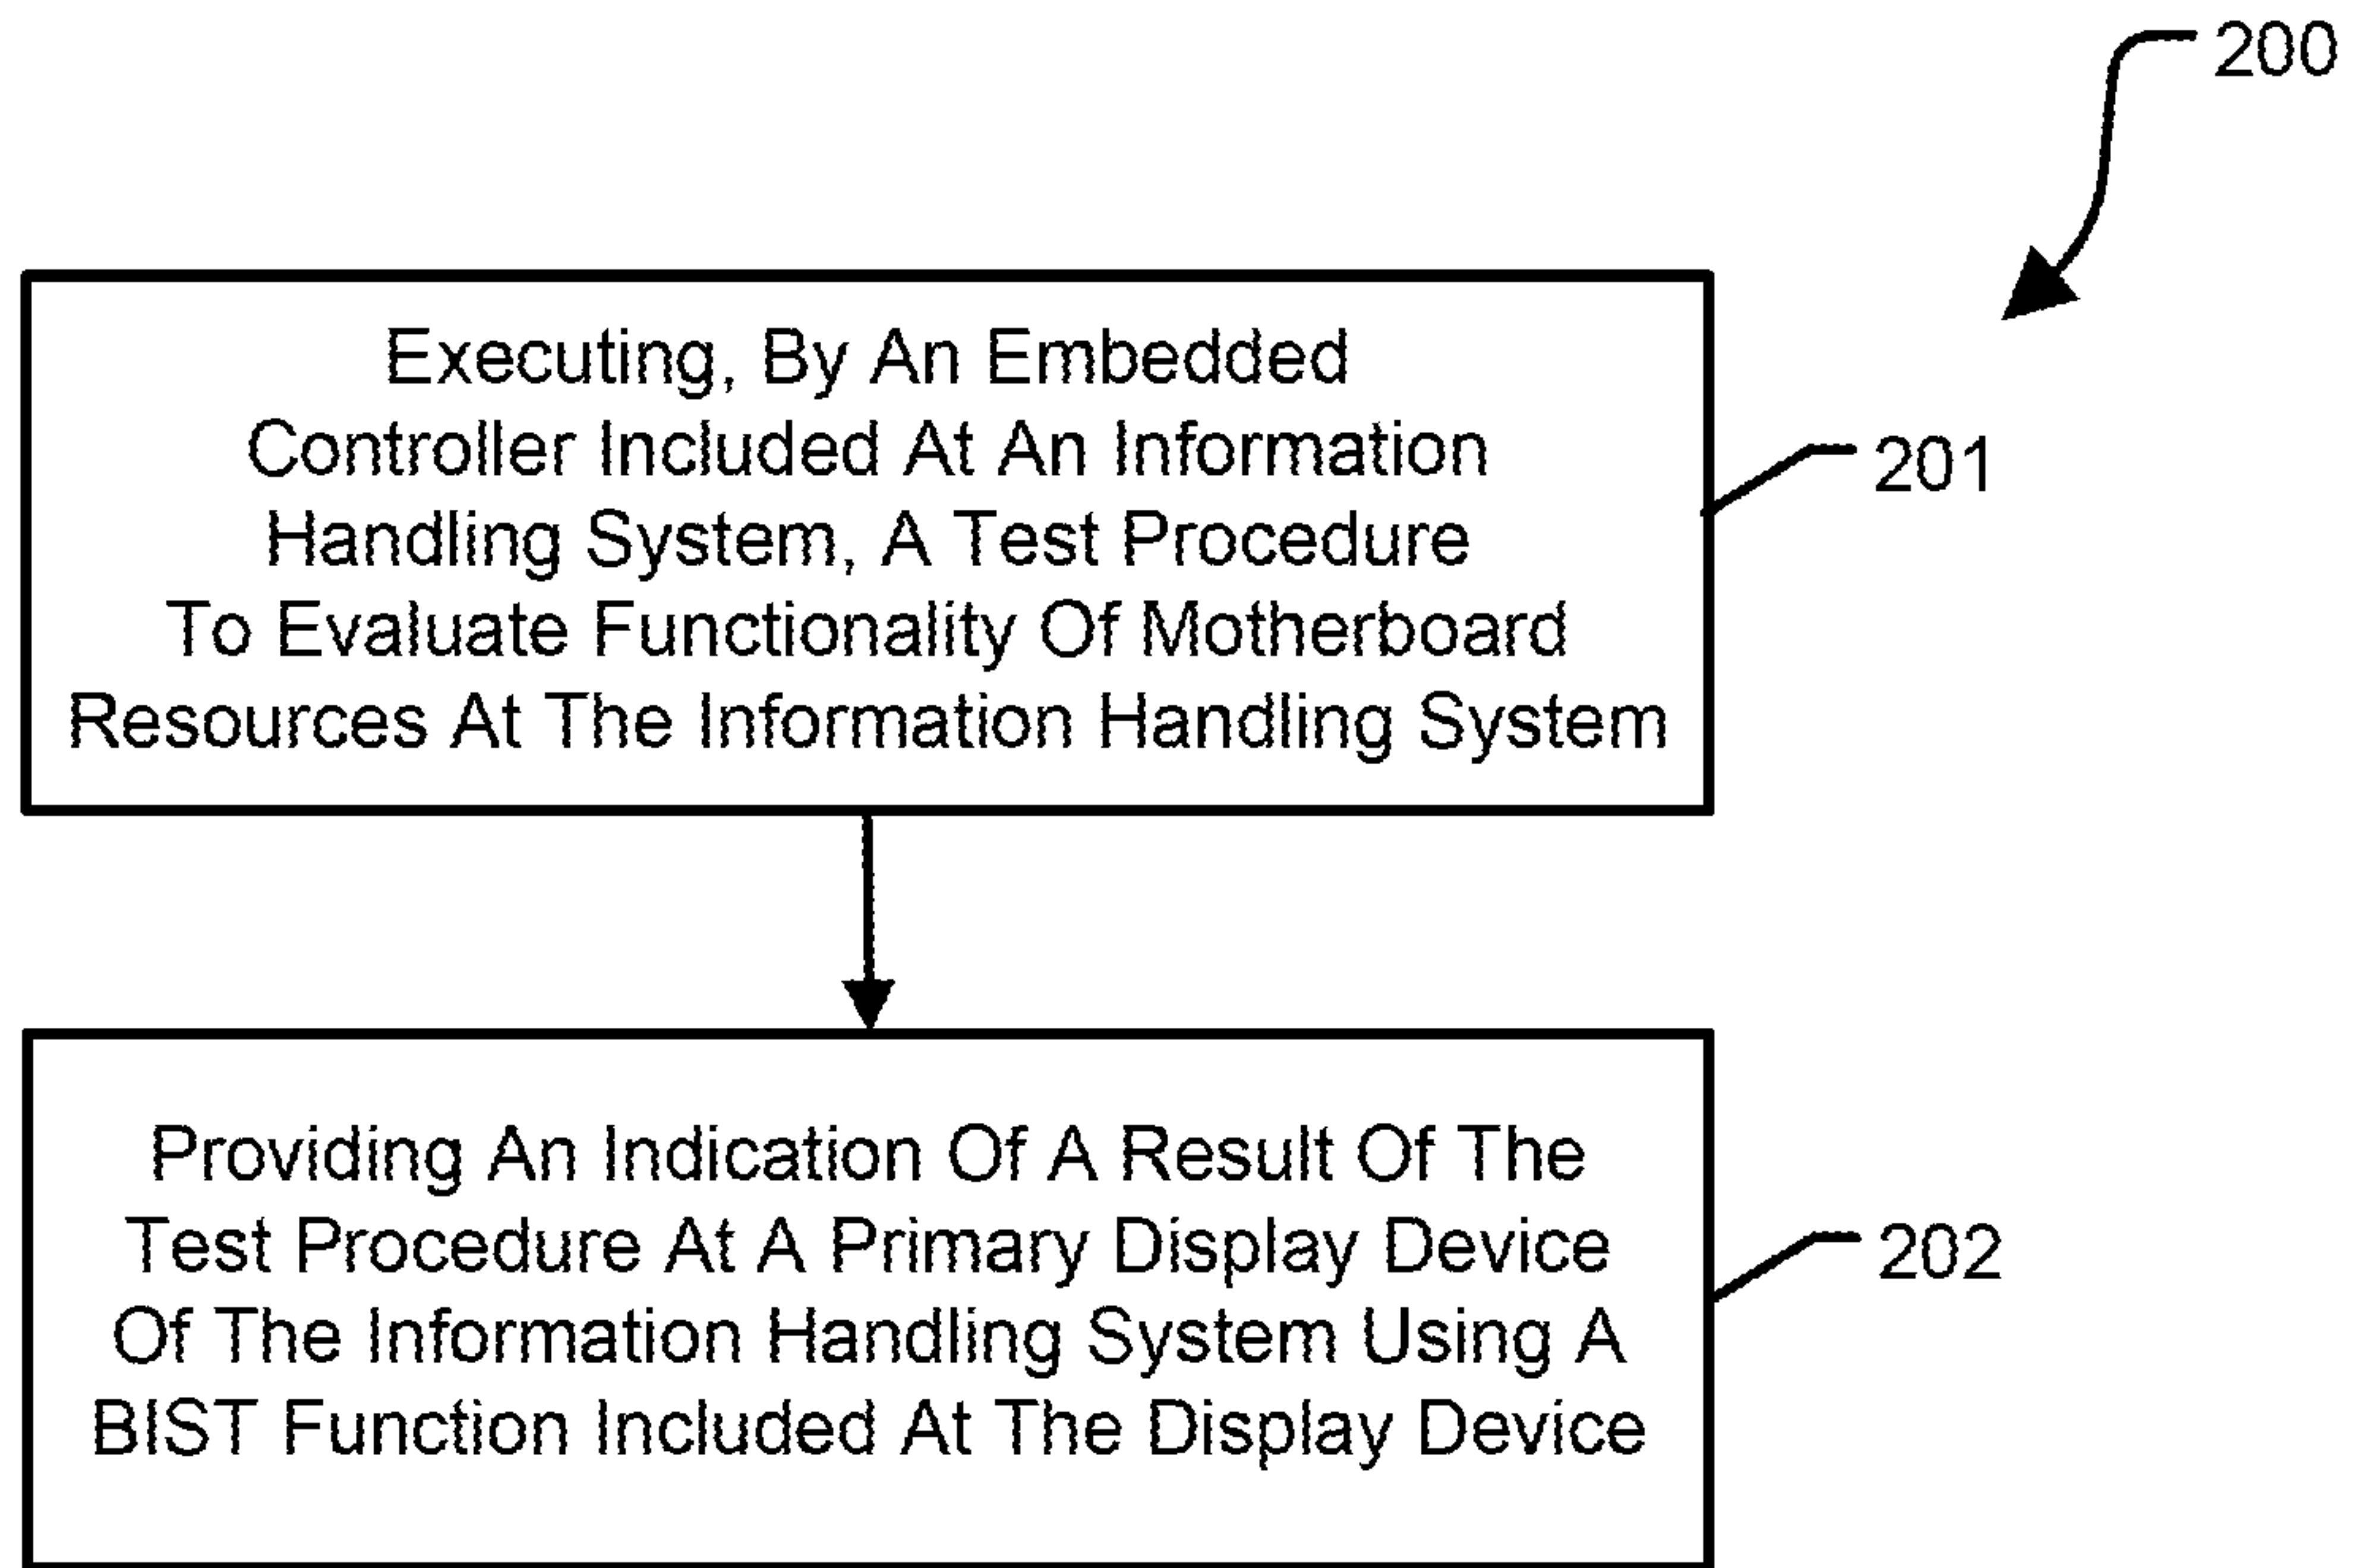 200
Executing, By An Embedded
Controller Included At An Information
Handling System, A Test Procedure
To Evaluate Functionality Of Motherboard
Resources At The Information Handling System
201
Providing An Indication Of A Result Of The
Test Procedure At A Primary Display Device
Of The Information Handling System Using A
BIST Function Included At The Display Device
202